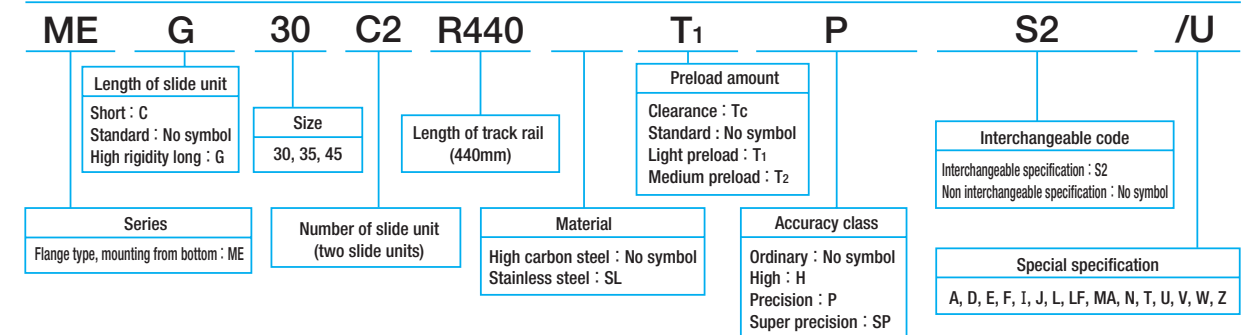 ME G 30 C2 R440 T1 P S2 /U
Length of slide unit
Short : C
Standard : No symbol
High rigidity long : G
Size
30, 35, 45
Length of track rail
(440mm)
Preload amount
Clearance : Tc
Standard : No symbol
Light preload : T1
Medium preload : T2
Interchangeable code
Interchangeable specification : S2
Non interchangeable specification : No symbol
Series
Flange type, mounting from bottom : ME
Number of slide unit
(two slide units)
Material
High carbon steel : No symbol
Stainless steel : SL
Accuracy class
Ordinary : No symbol
High : H
Precision : P
Super precision : SP
Special specification
A, D, E, F, I, J, L, LF, MA, N, T, U, V, W, Z